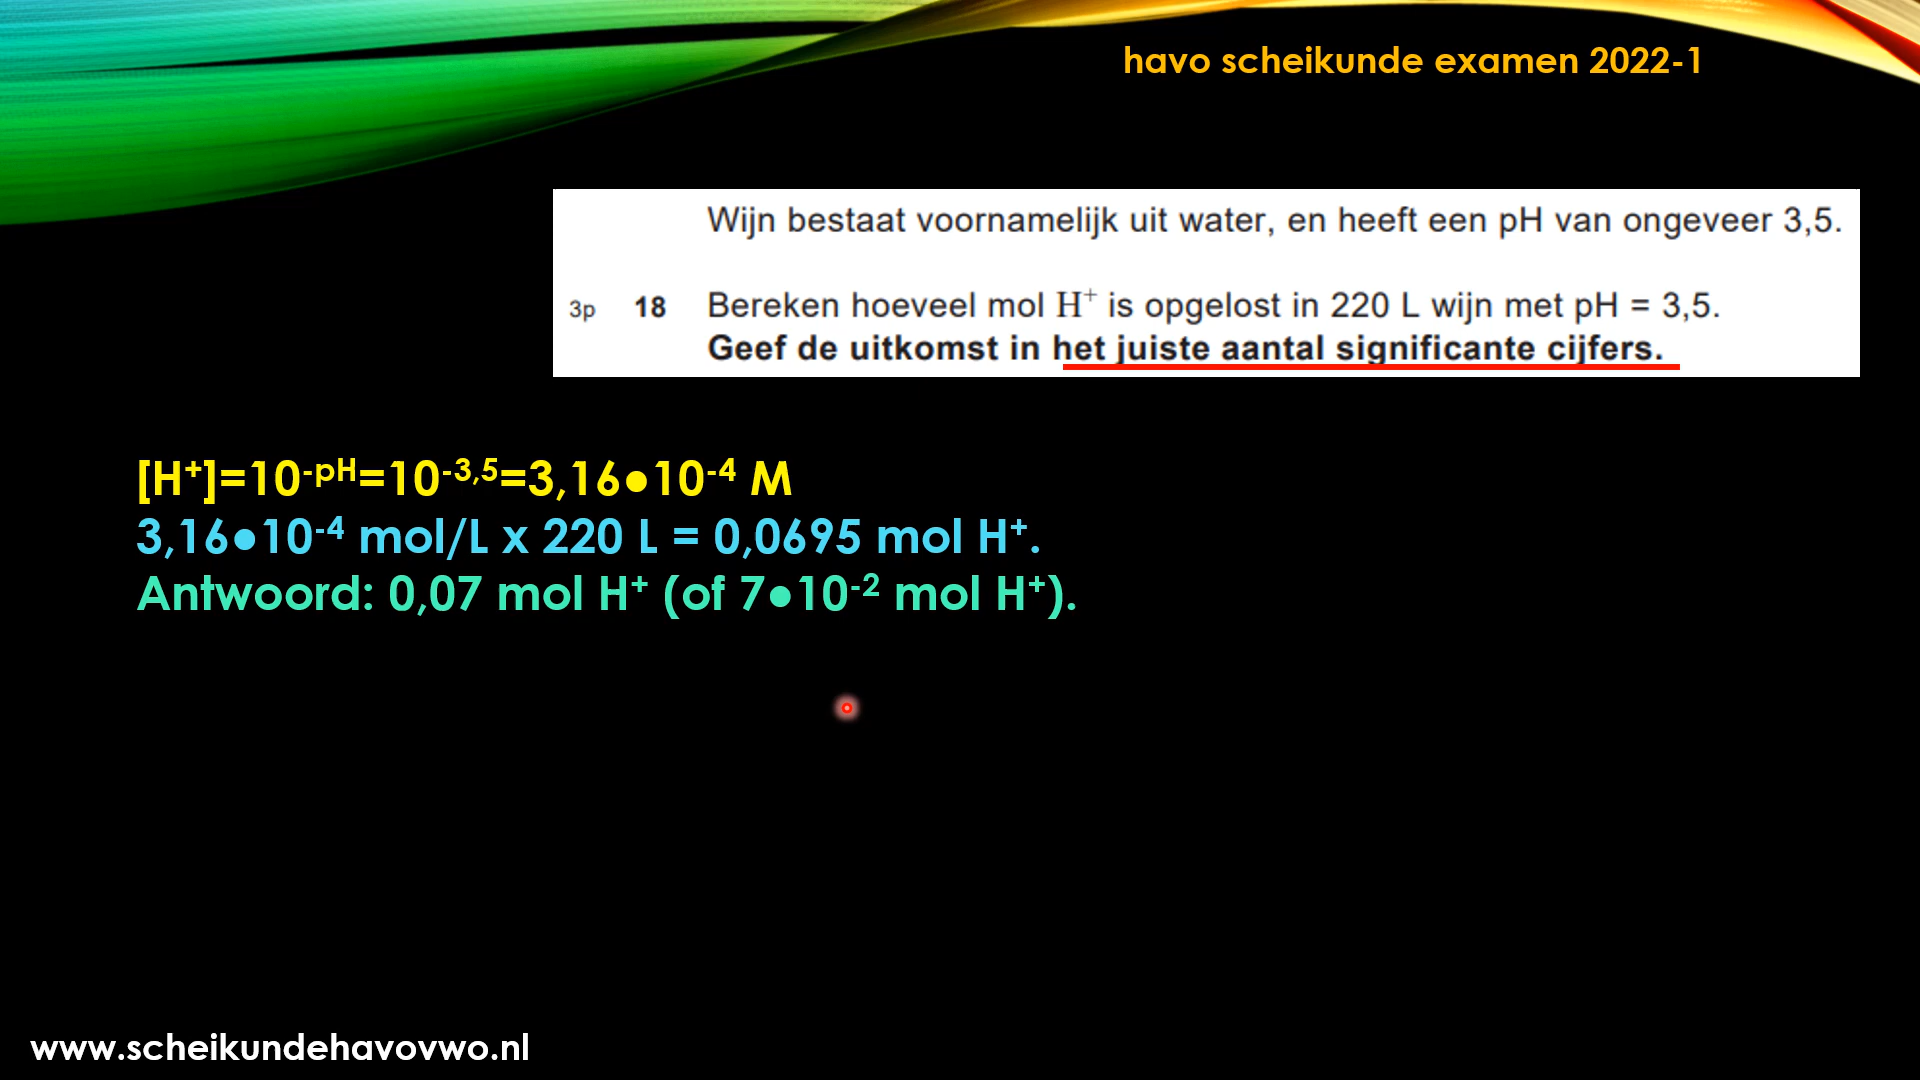 havo scheikunde examen 2022-1
Wijn bestaat voornamelijk uit water, en heeft een pH van ongeveer 3,5.
3p 18 Bereken hoeveel mol H⁺ is opgelost in 220 L wijn met pH = 3,5.
Geef de uitkomst in het juiste aantal significante cijfers.
[H⁺]=10⁻ᵖᴴ=10⁻³,⁵=3,16●10⁻⁴ M
3,16●10⁻⁴ mol/L x 220 L = 0,0695 mol H⁺.
Antwoord: 0,07 mol H⁺ (of 7●10⁻² mol H⁺).
www.scheikundehavovwo.nl